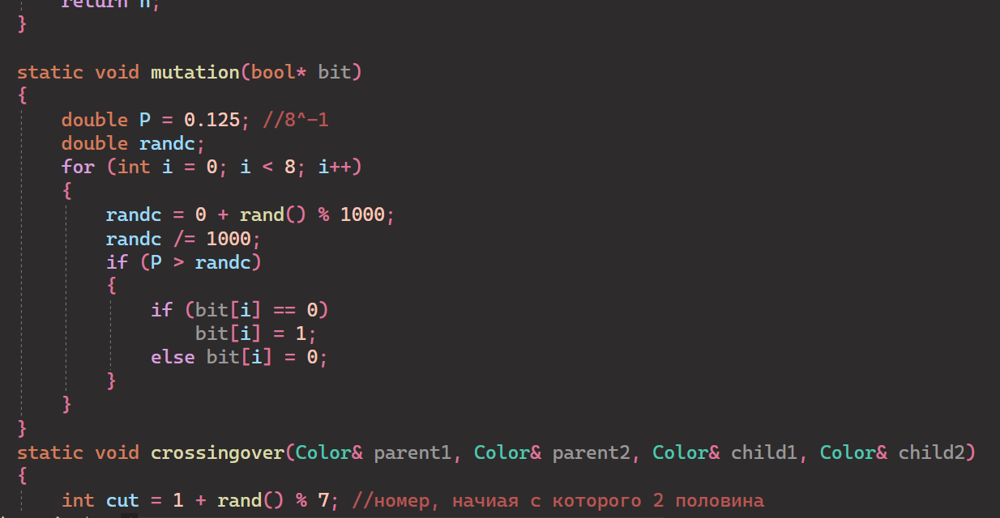 return n;
}
static void mutation(bool* bit)
{
    double P = 0.125; //8^-1
    double randc;
    for (int i = 0; i < 8; i++)
    {
        randc = 0 + rand() % 1000;
        randc /= 1000;
        if (P > randc)
        {
            if (bit[i] == 0)
                bit[i] = 1;
            else bit[i] = 0;
        }
    }
}
static void crossingover(Color& parent1, Color& parent2, Color& child1, Color& child2)
{
    int cut = 1 + rand() % 7; //номер, начиая с которого 2 половина